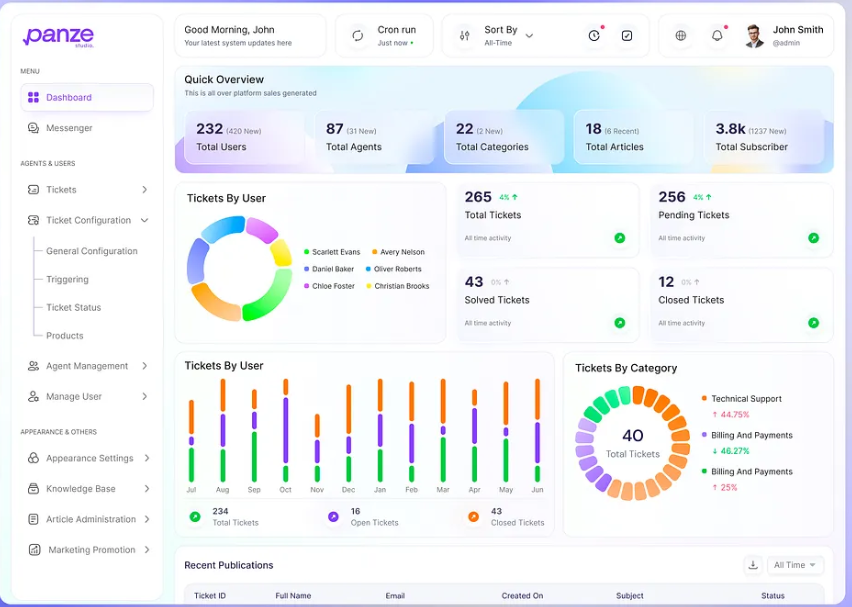 panze
studio.
MENU
Dashboard
Messenger
AGENTS & USERS
Tickets
Ticket Configuration
General Configuration
Triggering
Ticket Status
Products
Agent Management
Manage User
APPEARANCE & OTHERS
Appearance Settings
Knowledge Base
Article Administration
Marketing Promotion
Good Morning, John
Your latest system updates here
Cron run
Just now
Sort By
All-Time
John Smith
@admin
Quick Overview
This is all over platform sales generated
232 (420 New)
Total Users
87 (31 New)
Total Agents
22 (2 New)
Total Categories
18 (6 Recent)
Total Articles
3.8k (1237 New)
Total Subscriber
Tickets By User
Scarlett Evans
Avery Nelson
Daniel Baker
Oliver Roberts
Chloe Foster
Christian Brooks
265 4% ↑
Total Tickets
All time activity
256 4% ↑
Pending Tickets
All time activity
43 0% ↑
Solved Tickets
All time activity
12 0% ↑
Closed Tickets
All time activity
Tickets By User
Jul Aug Sep Oct Nov Dec Jan Feb Mar Apr May Jun
234
Total Tickets
16
Open Tickets
43
Closed Tickets
Tickets By Category
40
Total Tickets
Technical Support
↑ 44.75%
Billing And Payments
↓ 46.27%
Billing And Payments
↑ 25%
Recent Publications
All Time
Ticket ID Full Name Email Created On Subject Status